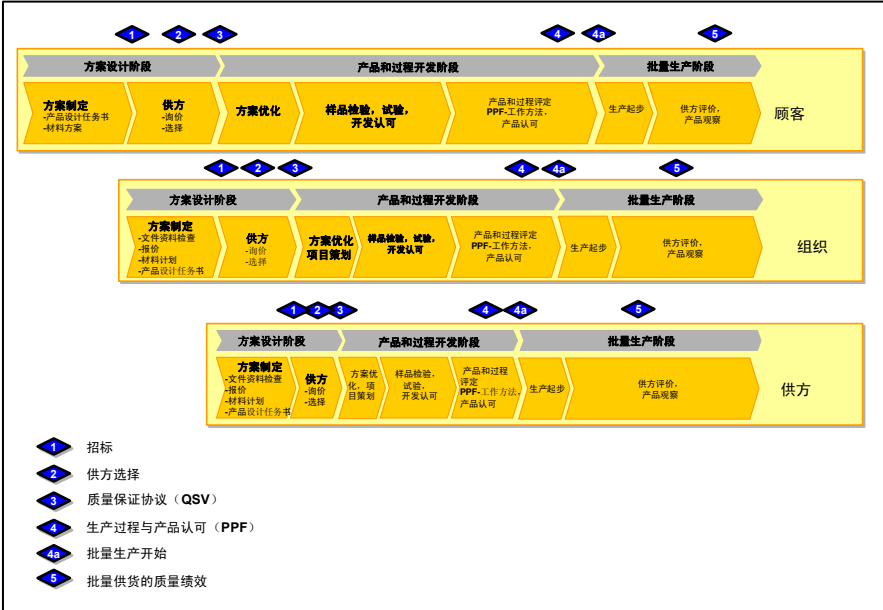 1 2 3 4 4a 5
方案设计阶段 产品和过程开发阶段 批量生产阶段
方案制定
-产品设计任务书
-材料方案
供方
-询价
-选择
方案优化
样品检验，试验，
开发认可
产品和过程评定
PPF-工作方法，
产品认可
生产起步
供方评价，
产品观察
顾客
1 2 3 4 4a 5
方案设计阶段 产品和过程开发阶段 批量生产阶段
方案制定
-文件资料检查
-报价
-材料计划
-产品设计任务书
供方
-询价
-选择
方案优化
项目策划
样品检验，试验，
开发认可
产品和过程评定
PPF-工作方法，
产品认可
生产起步
供方评价，
产品观察
组织
1 2 3 4 4a 5
方案设计阶段 产品和过程开发阶段 批量生产阶段
方案制定
-文件资料检查
-报价
-材料计划
-产品设计任务书
供方
-询价
-选择
方案优
化，项
目策划
样品检验，
试验，
开发认可
产品和过程
评定
PPF-工作方法，
产品认可
生产起步
供方评价，
产品观察
供方
1 招标
2 供方选择
3 质量保证协议（QSV）
4 生产过程与产品认可（PPF）
4a 批量生产开始
5 批量供货的质量绩效